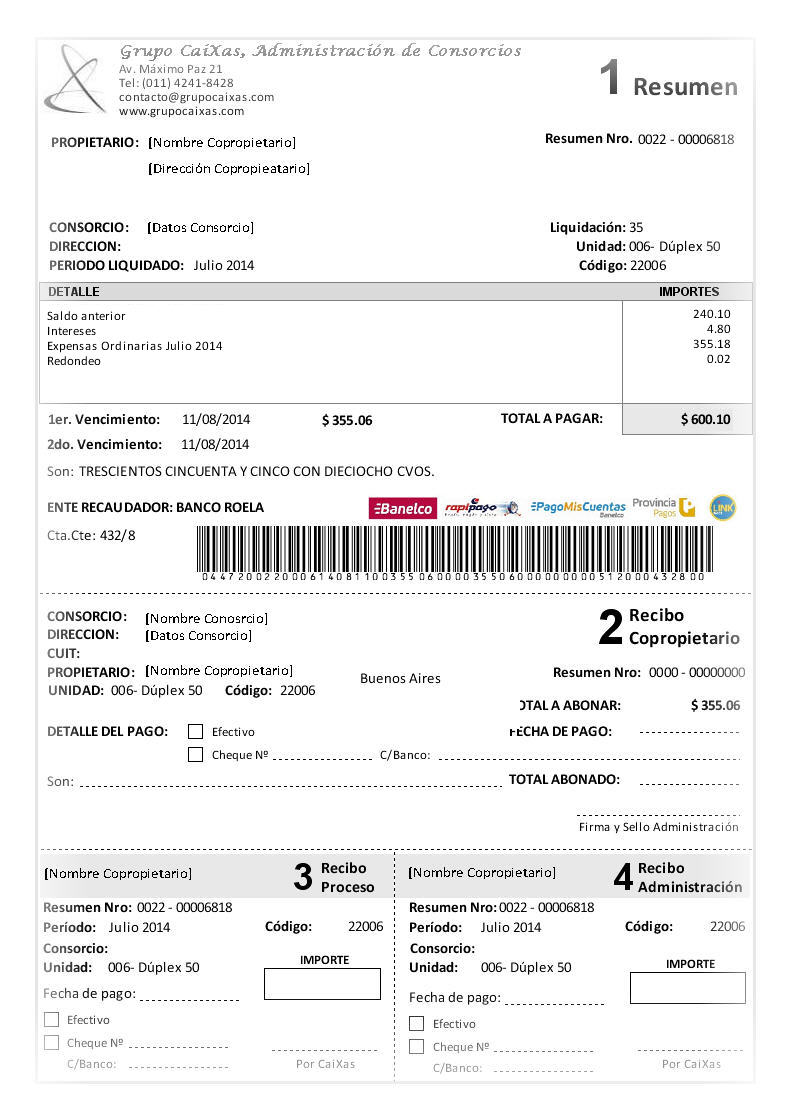 Grupo CaiXas, Administración de Consorcios
Av. Máximo Paz 21
Tel: (011) 4241-8428
contacto@grupocaixas.com
www.grupocaixas.com
1 Resumen
PROPIETARIO: [Nombre Copropietario]
Resumen Nro. 0022 - 00006818
[Dirección Copropieatario]
CONSORCIO: [Datos Consorcio]
Liquidación: 35
DIRECCION:
Unidad: 006- Dúplex 50
PERIODO LIQUIDADO: Julio 2014
Código: 22006
DETALLE IMPORTES
Saldo anterior 240.10
Intereses 4.80
Expensas Ordinarias Julio 2014 355.18
Redondeo 0.02
1er. Vencimiento: 11/08/2014 $ 355.06 TOTAL A PAGAR: $ 600.10
2do. Vencimiento: 11/08/2014
Son: TRESCIENTOS CINCUENTA Y CINCO CON DIECIOCHO CVOS.
ENTE RECAUDADOR: BANCO ROELA
Banelco rapipago PagoMisCuentas Banelco Provincia Pagos LINK
Cta.Cte: 432/8
04472002200061408110035506000035506000000000512000432800
CONSORCIO: [Nombre Conosrcio]
2 Recibo Copropietario
DIRECCION: [Datos Consorcio]
CUIT:
PROPIETARIO: [Nombre Copropietario]
Buenos Aires
Resumen Nro: 0000 - 00000000
UNIDAD: 006- Dúplex 50 Código: 22006
OTAL A ABONAR: $ 355.06
DETALLE DEL PAGO: Efectivo
FECHA DE PAGO:
Cheque Nº C/Banco:
Son: TOTAL ABONADO:
Firma y Sello Administración
[Nombre Copropietario] 3 Recibo Proceso
Resumen Nro: 0022 - 00006818
Período: Julio 2014 Código: 22006
Consorcio:
Unidad: 006- Dúplex 50 IMPORTE
Fecha de pago:
Efectivo
Cheque Nº
C/Banco: Por CaiXas
[Nombre Copropietario] 4 Recibo Administración
Resumen Nro: 0022 - 00006818
Período: Julio 2014 Código: 22006
Consorcio:
Unidad: 006- Dúplex 50 IMPORTE
Fecha de pago:
Efectivo
Cheque Nº
C/Banco: Por CaiXas